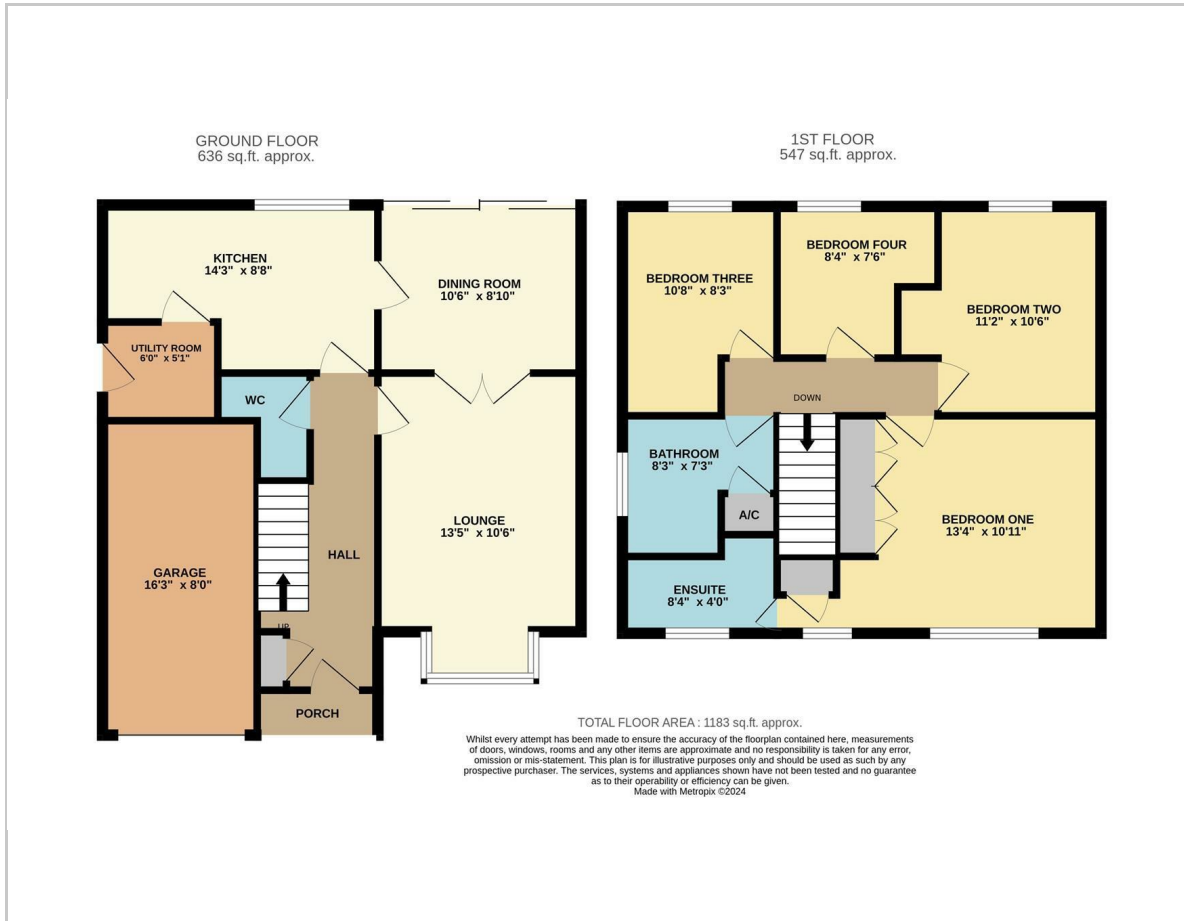 GROUND FLOOR
636 sq.ft. approx.
KITCHEN
14'3" x 8'8"
DINING ROOM
10'6" x 8'10"
UTILITY ROOM
6'0" x 5'1"
WC
LOUNGE
13'5" x 10'6"
HALL
GARAGE
16'3" x 8'0"
UP
PORCH
1ST FLOOR
547 sq.ft. approx.
BEDROOM FOUR
8'4" x 7'6"
BEDROOM THREE
10'8" x 8'3"
BEDROOM TWO
11'2" x 10'6"
DOWN
BATHROOM
8'3" x 7'3"
A/C
BEDROOM ONE
13'4" x 10'11"
ENSUITE
8'4" x 4'0"
TOTAL FLOOR AREA : 1183 sq.ft. approx.
Whilst every attempt has been made to ensure the accuracy of the floorplan contained here, measurements
of doors, windows, rooms and any other items are approximate and no responsibility is taken for any error,
omission or mis-statement. This plan is for illustrative purposes only and should be used as such by any
prospective purchaser. The services, systems and appliances shown have not been tested and no guarantee
as to their operability or efficiency can be given.
Made with Metropix ©2024